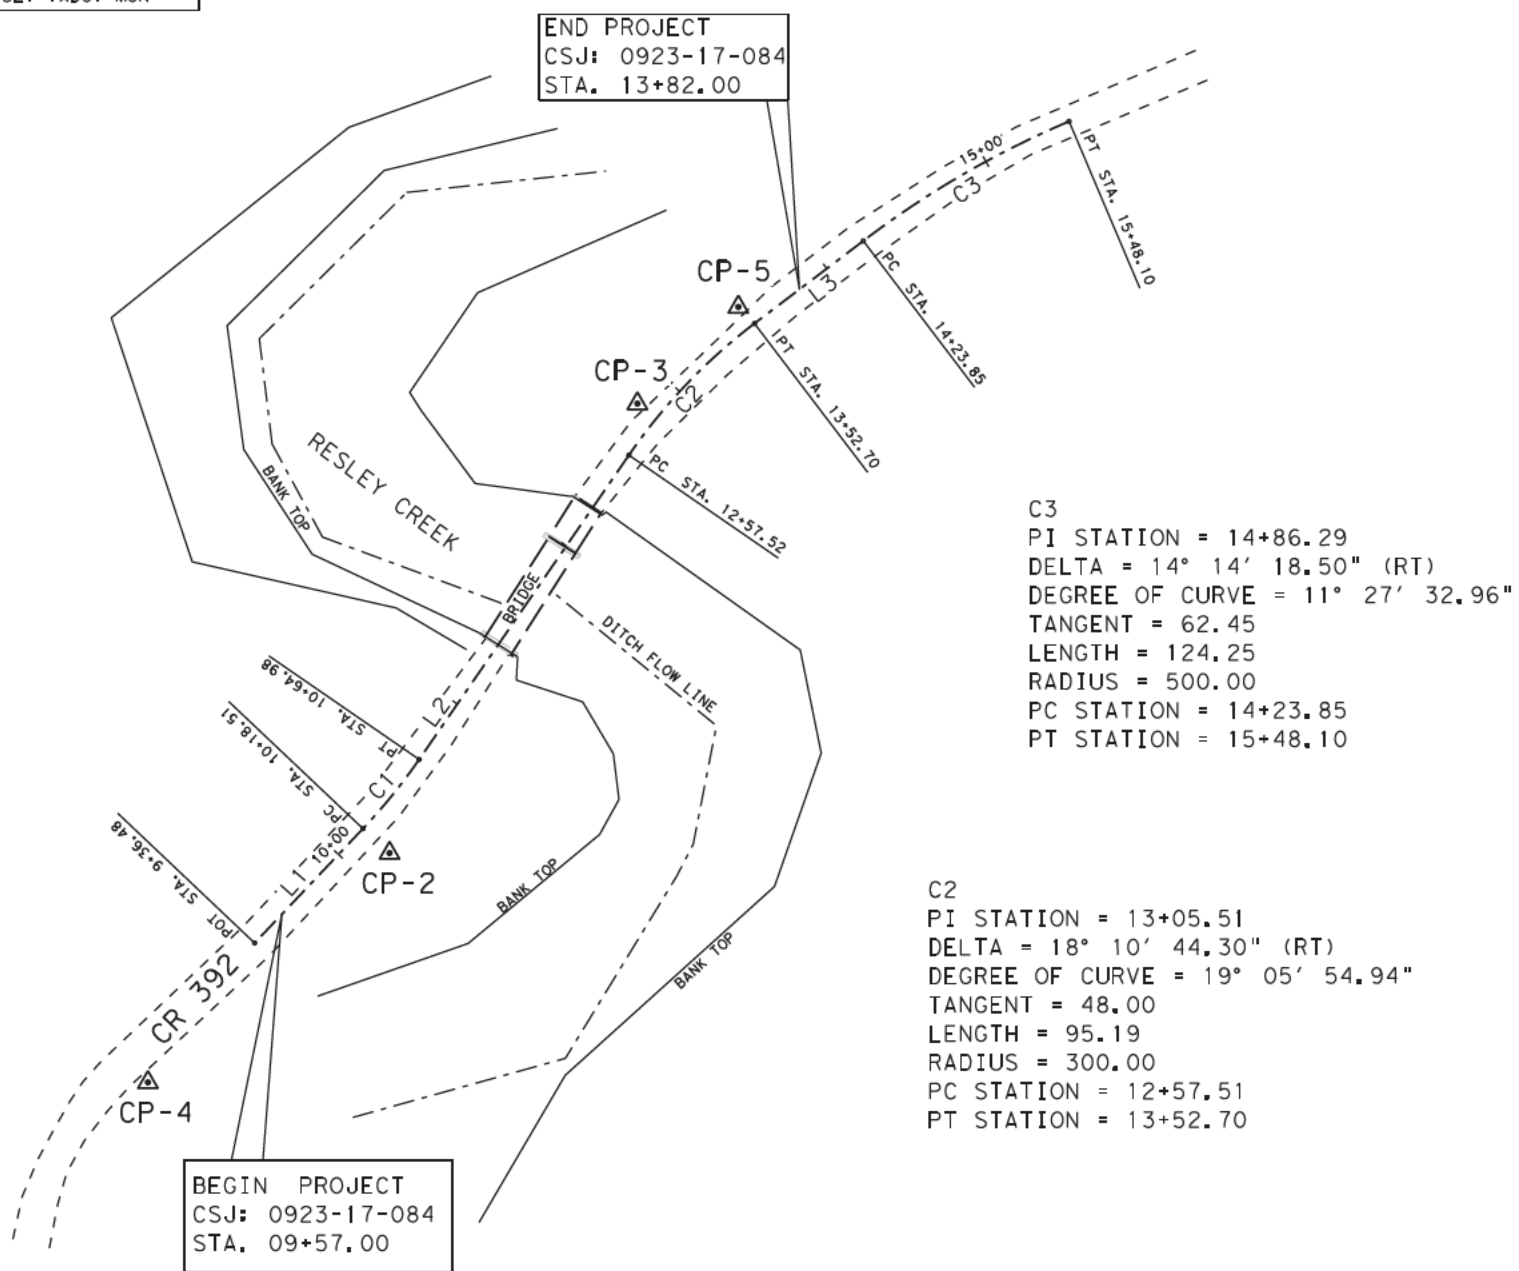 END PROJECT
CSJ: 0923-17-084
STA. 13+82.00
15+00
C3
PT STA. 15+48.10
CP-5
L3
PC STA. 14+23.85
CP-3
C2
PT STA. 13+52.70
RESLEY CREEK
BANK TOP
PC STA. 12+57.52
BRIDGE
DITCH FLOW LINE
PT STA. 10+64.98
L2
PC STA. 10+18.51
C1
10+00
POT STA. 9+36.48
L1
CP-2
BANK TOP
BANK TOP
CR 392
CP-4
BEGIN PROJECT
CSJ: 0923-17-084
STA. 09+57.00
C3
PI STATION = 14+86.29
DELTA = 14° 14' 18.50" (RT)
DEGREE OF CURVE = 11° 27' 32.96"
TANGENT = 62.45
LENGTH = 124.25
RADIUS = 500.00
PC STATION = 14+23.85
PT STATION = 15+48.10
C2
PI STATION = 13+05.51
DELTA = 18° 10' 44.30" (RT)
DEGREE OF CURVE = 19° 05' 54.94"
TANGENT = 48.00
LENGTH = 95.19
RADIUS = 300.00
PC STATION = 12+57.51
PT STATION = 13+52.70